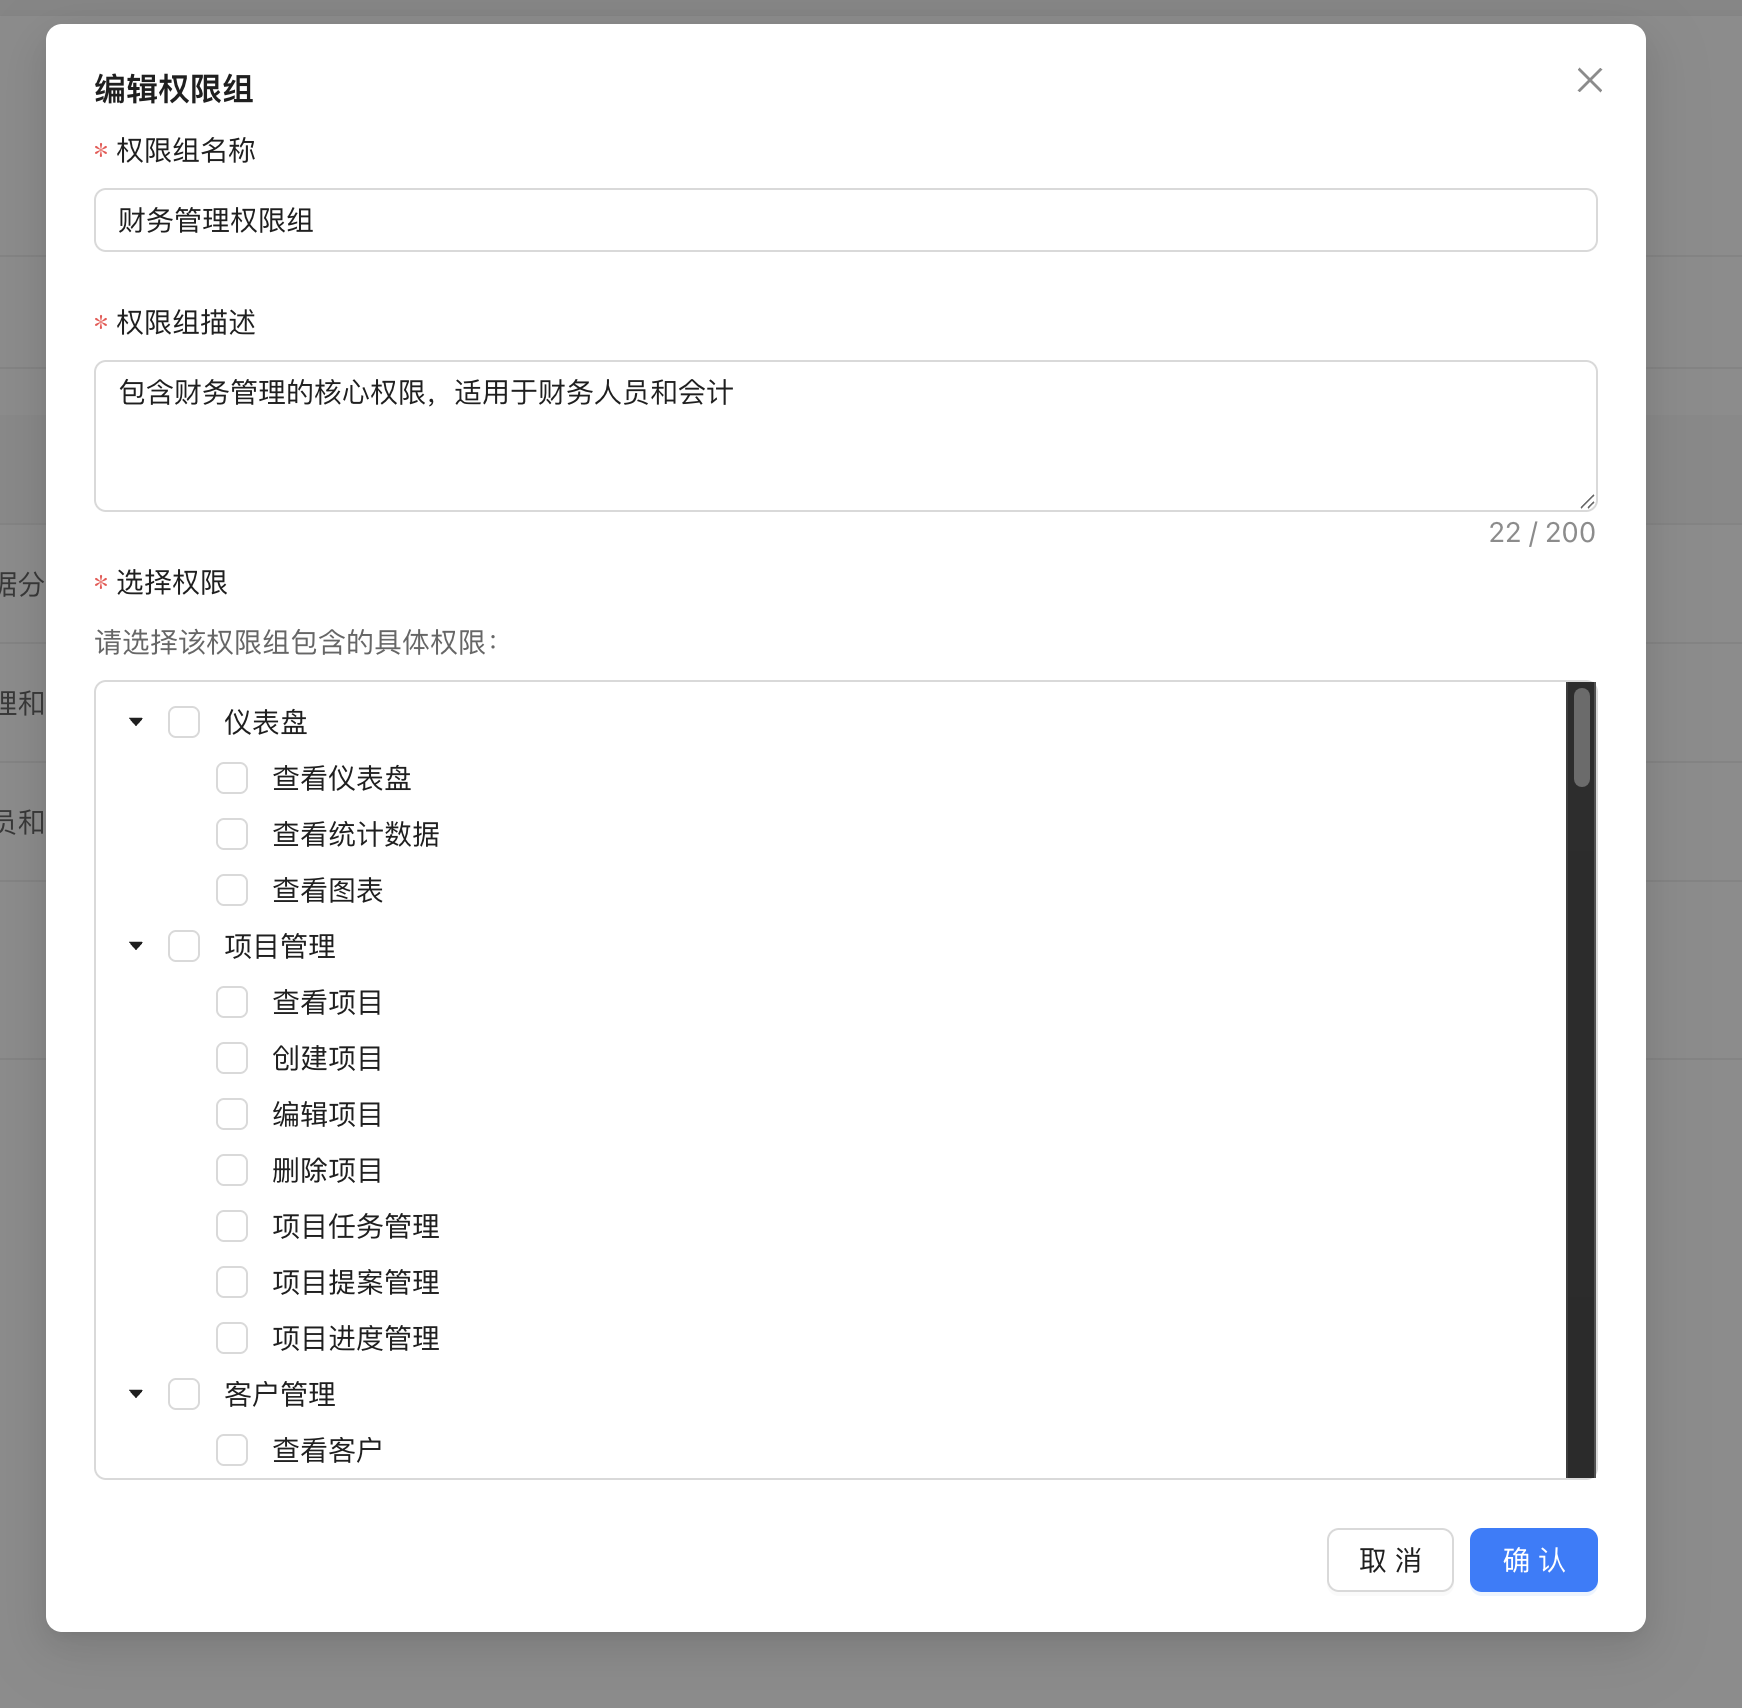 编辑权限组
* 权限组名称
财务管理权限组
* 权限组描述
包含财务管理的核心权限，适用于财务人员和会计
22 / 200
* 选择权限
据分
请选择该权限组包含的具体权限：
理和
仪表盘
查看仪表盘
员和
查看统计数据
查看图表
项目管理
查看项目
创建项目
编辑项目
删除项目
项目任务管理
项目提案管理
项目进度管理
客户管理
查看客户
取 消
确 认